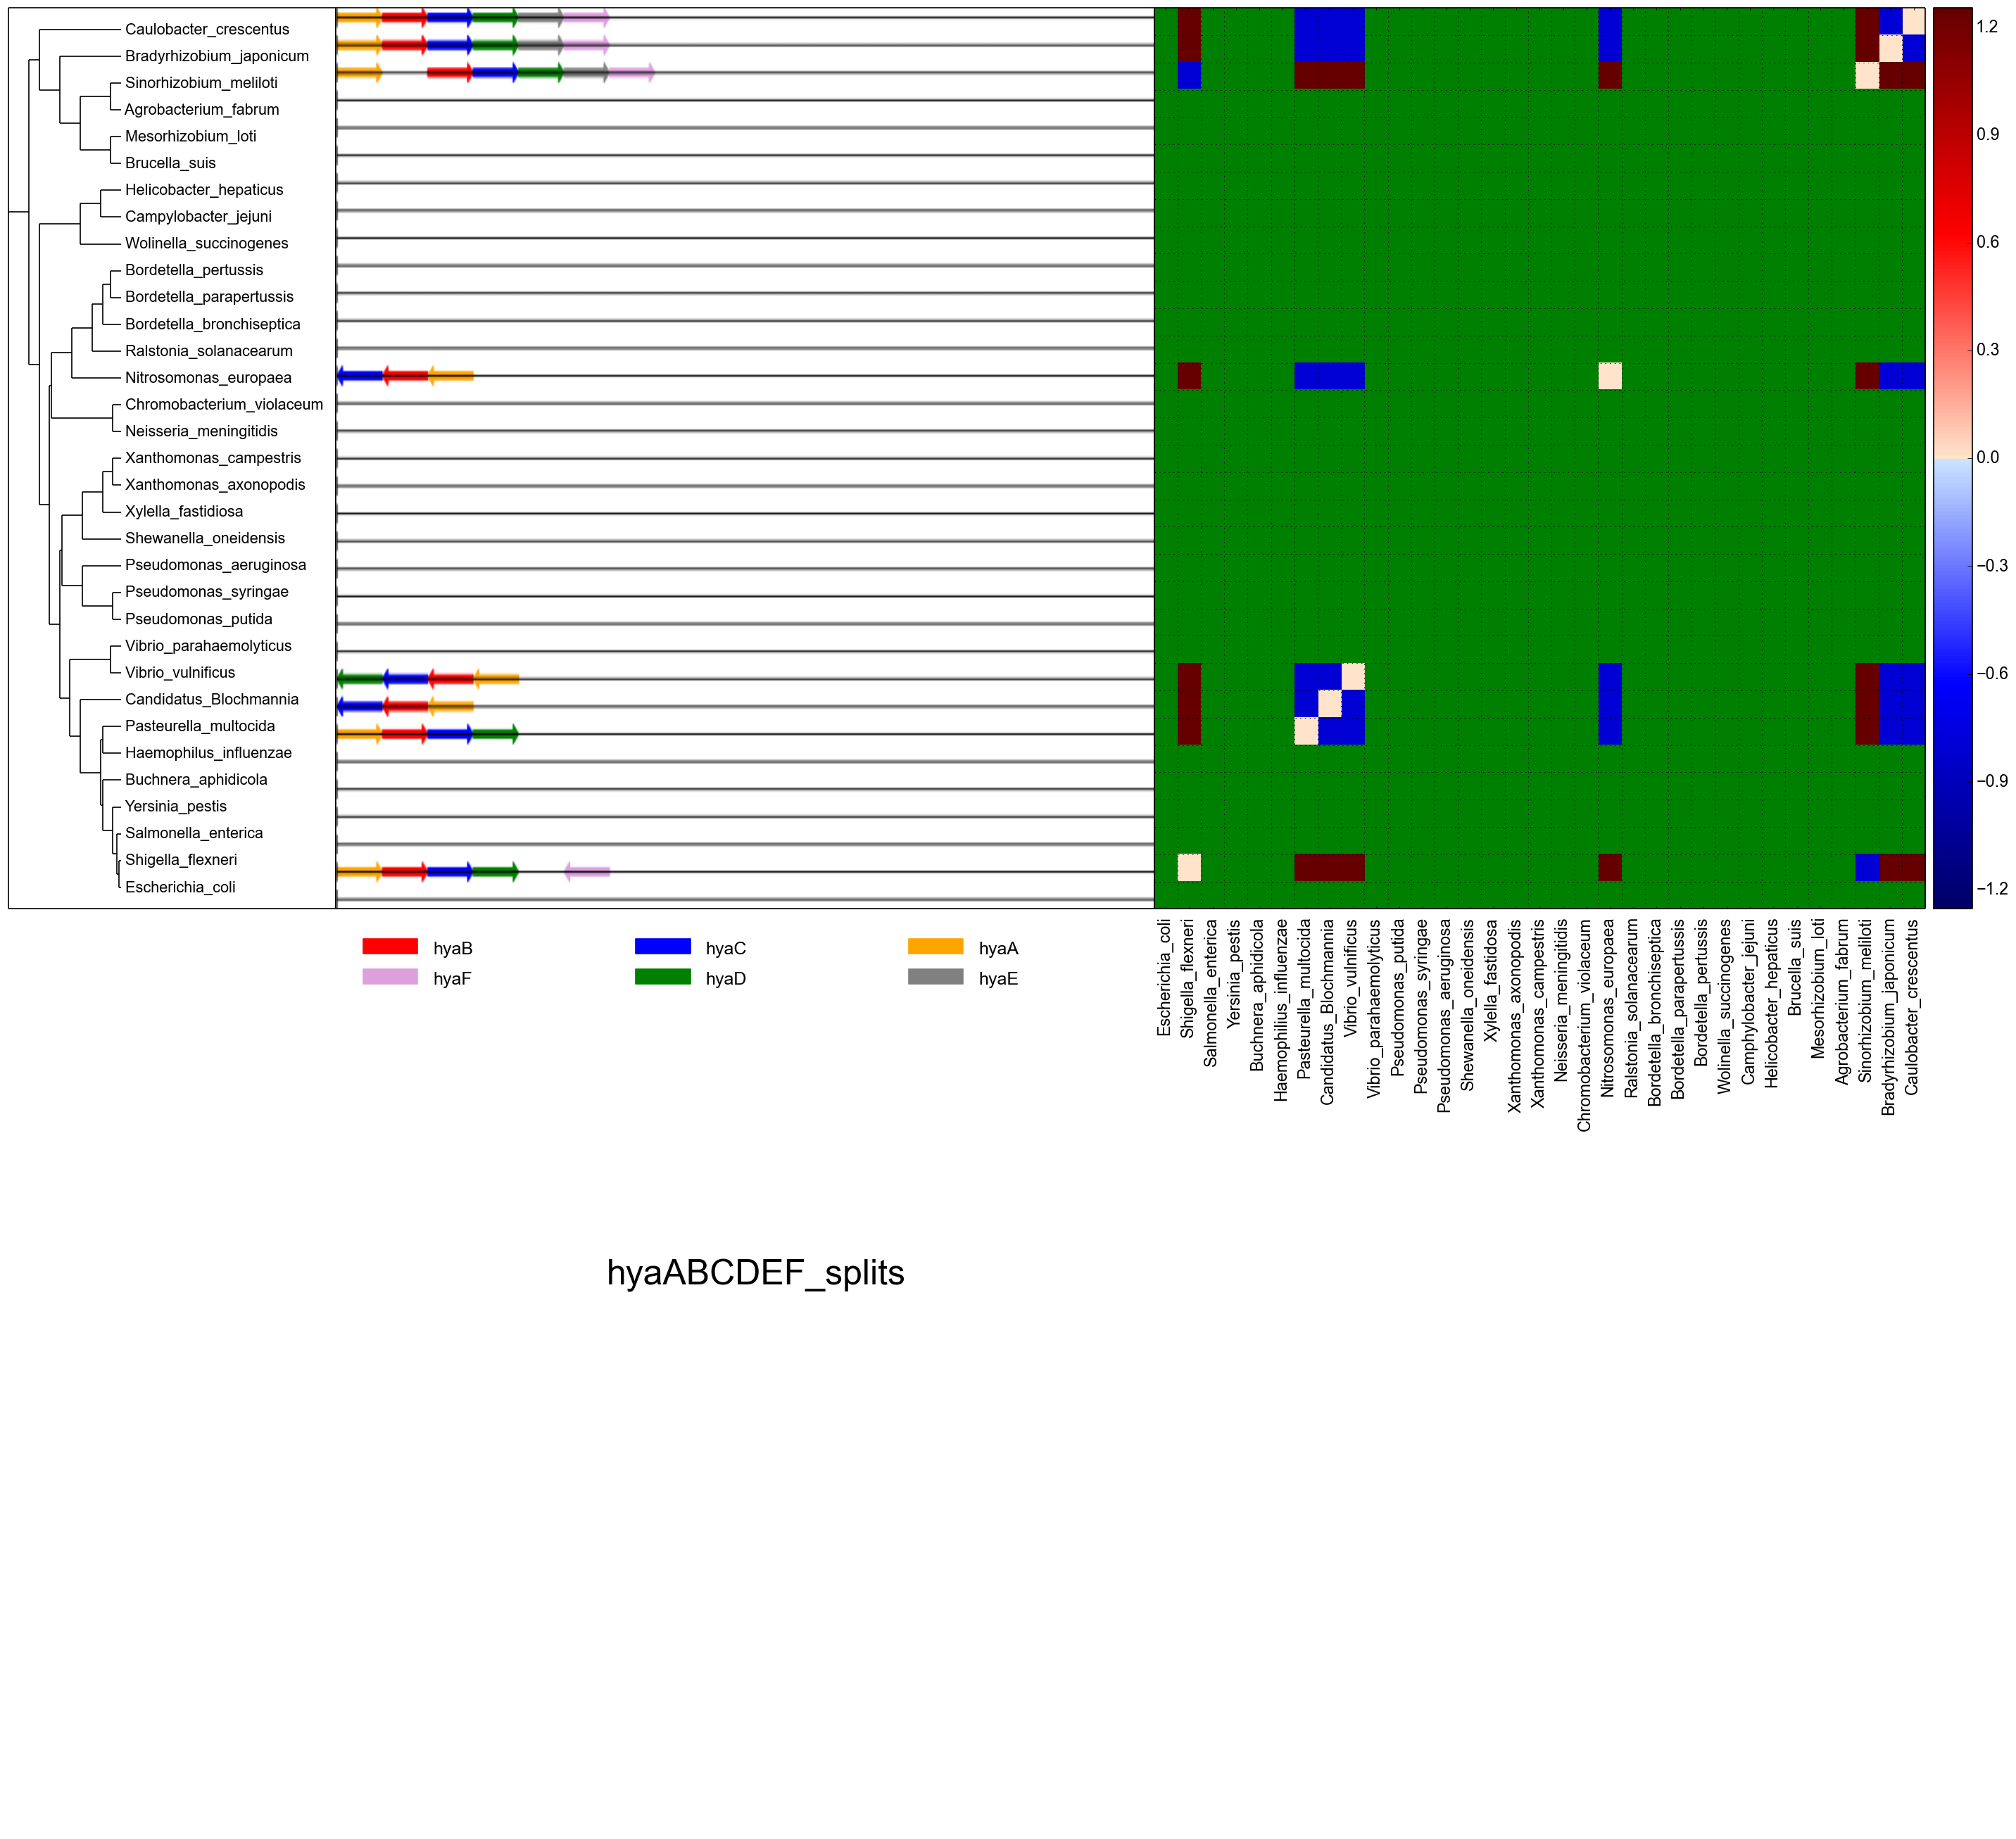 Caulobacter_crescentus
Bradyrhizobium_japonicum
Sinorhizobium_meliloti
Agrobacterium_fabrum
Mesorhizobium_loti
Brucella_suis
Helicobacter_hepaticus
Campylobacter_jejuni
Wolinella_succinogenes
Bordetella_pertussis
Bordetella_parapertussis
Bordetella_bronchiseptica
Ralstonia_solanacearum
Nitrosomonas_europaea
Chromobacterium_violaceum
Neisseria_meningitidis
Xanthomonas_campestris
Xanthomonas_axonopodis
Xylella_fastidiosa
Shewanella_oneidensis
Pseudomonas_aeruginosa
Pseudomonas_syringae
Pseudomonas_putida
Vibrio_parahaemolyticus
Vibrio_vulnificus
Candidatus_Blochmannia
Pasteurella_multocida
Haemophilus_influenzae
Buchnera_aphidicola
Yersinia_pestis
Salmonella_enterica
Shigella_flexneri
Escherichia_coli
1.2
0.9
0.6
0.3
0.0
−0.3
−0.6
−0.9
−1.2
Escherichia_coli
Shigella_flexneri
Salmonella_enterica
Yersinia_pestis
Buchnera_aphidicola
Haemophilus_influenzae
Pasteurella_multocida
Candidatus_Blochmannia
Vibrio_vulnificus
Vibrio_parahaemolyticus
Pseudomonas_putida
Pseudomonas_syringae
Pseudomonas_aeruginosa
Shewanella_oneidensis
Xylella_fastidiosa
Xanthomonas_axonopodis
Xanthomonas_campestris
Neisseria_meningitidis
Chromobacterium_violaceum
Nitrosomonas_europaea
Ralstonia_solanacearum
Bordetella_bronchiseptica
Bordetella_parapertussis
Bordetella_pertussis
Wolinella_succinogenes
Camphylobacter_jejuni
Helicobacter_hepaticus
Brucella_suis
Mesorhizobium_loti
Agrobacterium_fabrum
Sinorhizobium_meliloti
Bradyrhizobium_japonicum
Caulobacter_crescentus
hyaB hyaC hyaA
hyaF hyaD hyaE
hyaABCDEF_splits